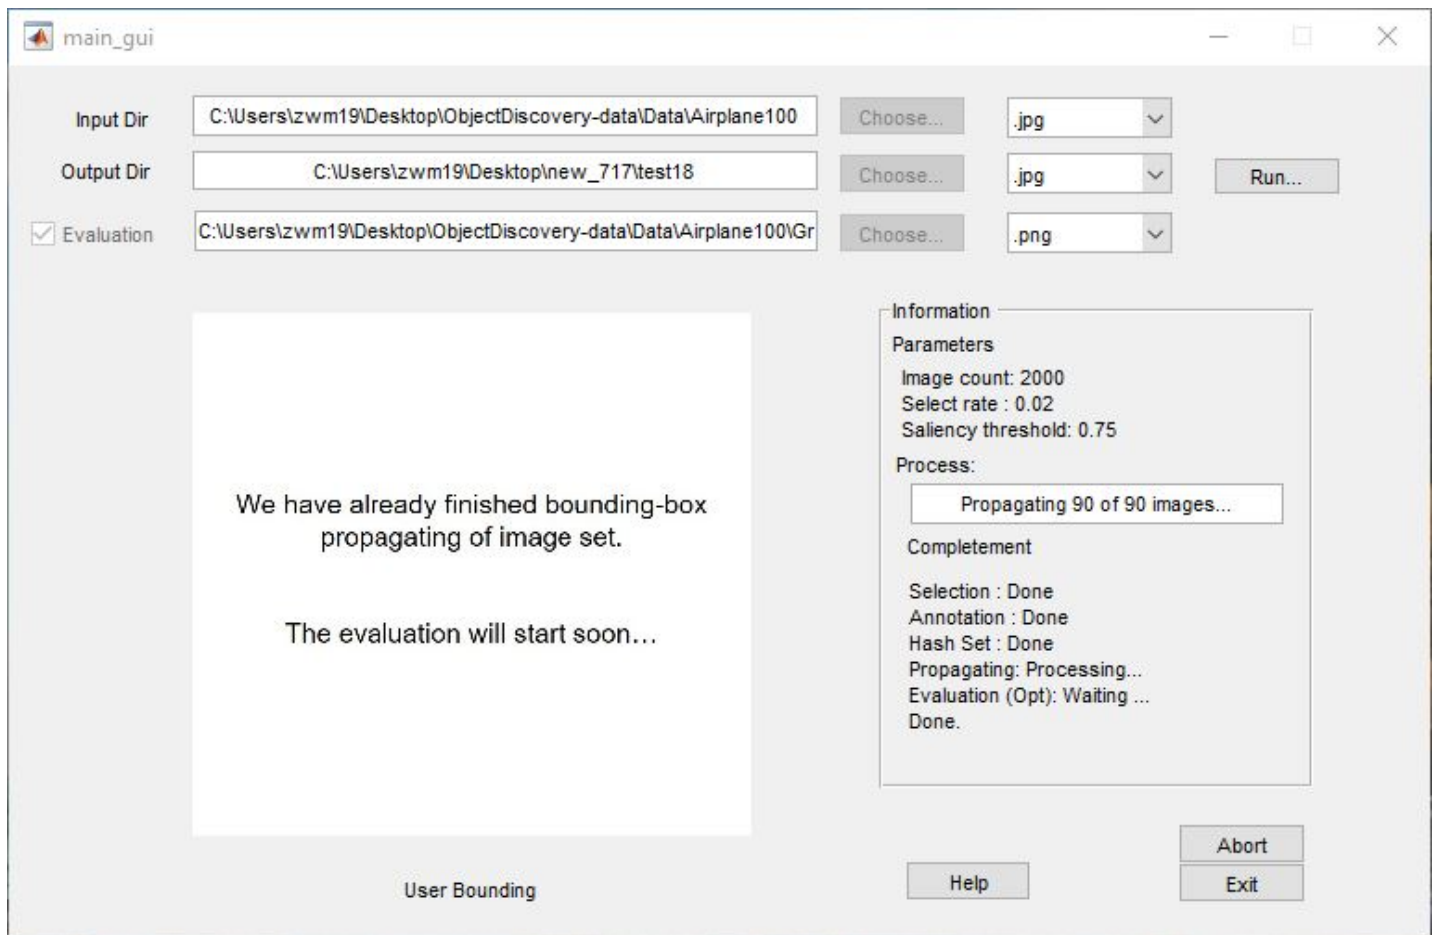 main_gui
Input Dir C:\Users\zwm19\Desktop\ObjectDiscovery-data\Data\Airplane100 Choose... .jpg
Output Dir C:\Users\zwm19\Desktop\new_717\test18 Choose... .jpg Run...
Evaluation C:\Users\zwm19\Desktop\ObjectDiscovery-data\Data\Airplane100\Gr Choose... .png
We have already finished bounding-box
propagating of image set.
The evaluation will start soon…
User Bounding
Information
Parameters
Image count: 2000
Select rate : 0.02
Saliency threshold: 0.75
Process:
Propagating 90 of 90 images...
Completement
Selection : Done
Annotation : Done
Hash Set : Done
Propagating: Processing...
Evaluation (Opt): Waiting ...
Done.
Abort
Help
Exit